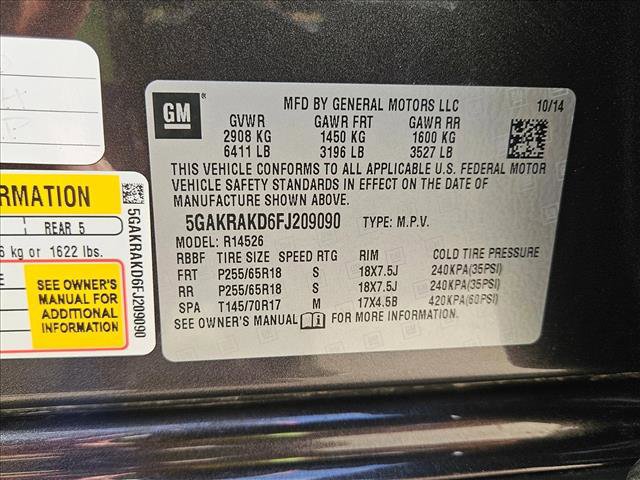 GM
®
MFD BY GENERAL MOTORS LLC 10/14
GVWR GAWR FRT GAWR RR
2908 KG 1450 KG 1600 KG
6411 LB 3196 LB 3527 LB
THIS VEHICLE CONFORMS TO ALL APPLICABLE U.S. FEDERAL MOTOR
VEHICLE SAFETY STANDARDS IN EFFECT ON THE DATE OF
MANUFACTURE SHOWN ABOVE.
5GAKRAKD6FJ209090 TYPE: M.P.V.
MODEL: R14526
RBBF TIRE SIZE SPEED RTG RIM COLD TIRE PRESSURE
FRT P255/65R18 S 18X7.5J 240KPA(35PSI)
RR P255/65R18 S 18X7.5J 240KPA(35PSI)
SPA T145/70R17 M 17X4.5B 420KPA(60PSI)
SEE OWNER'S MANUAL FOR MORE INFORMATION.
RMATION
REAR 5
6 kg or 1622 lbs.
SEE OWNER'S
MANUAL FOR
ADDITIONAL
INFORMATION
5GAKRAKD6FJ209090